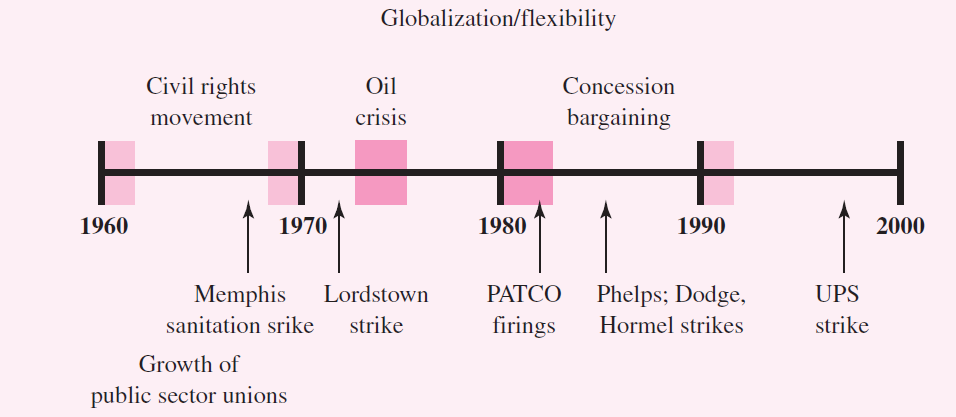 Globalization/flexibility
Civil rights
movement
Oil
crisis
Concession
bargaining
1960
1970
1980
1990
2000
Memphis
sanitation srike
Lordstown
strike
PATCO
firings
Phelps; Dodge,
Hormel strikes
UPS
strike
Growth of
public sector unions